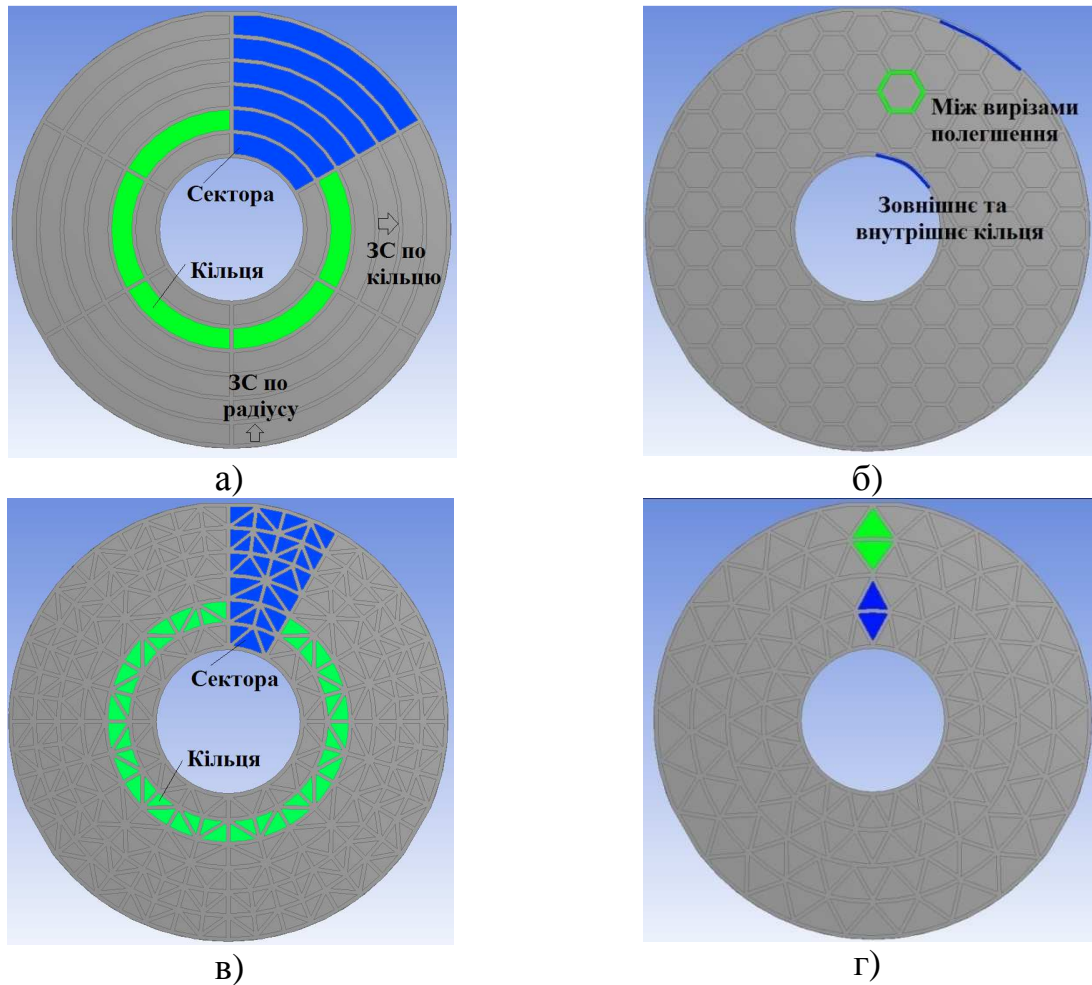 Сектора
Кільця
ЗС по
кільцю
ЗС по
радіусу
а)
Між вирізами
полегшення
Зовнішнє та
внутрішнє кільця
б)
Сектора
Кільця
в)
г)